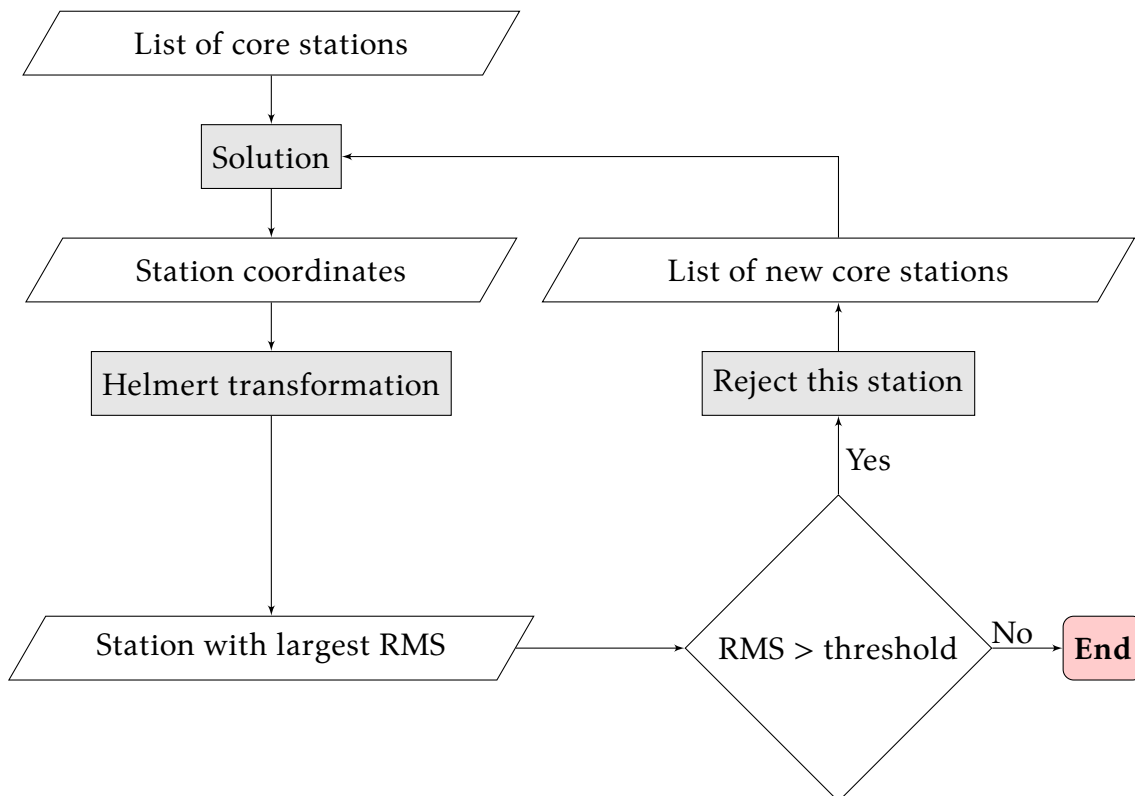 List of core stations
Solution
Station coordinates
List of new core stations
Helmert transformation
Reject this station
Yes
Station with largest RMS
RMS > threshold
No
End